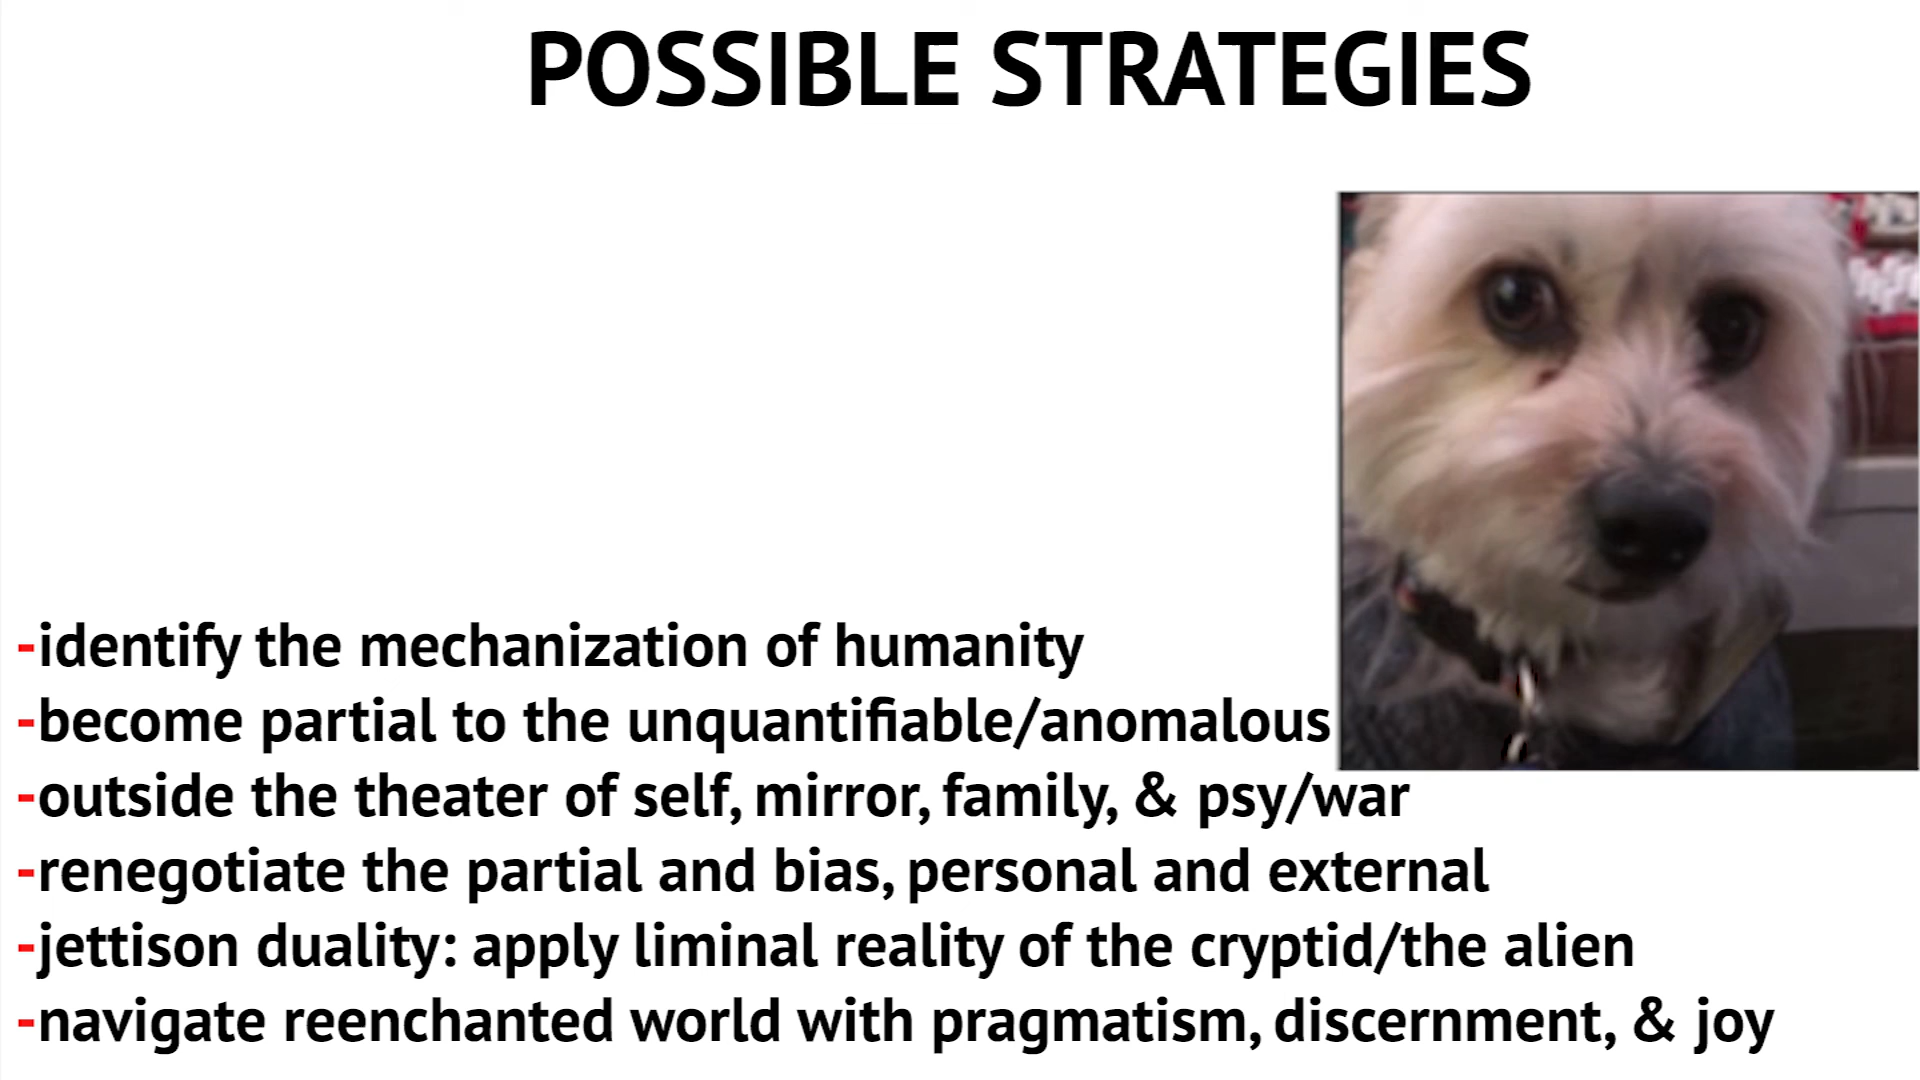 POSSIBLE STRATEGIES
-identify the mechanization of humanity
-become partial to the unquantifiable/anomalous
-outside the theater of self, mirror, family, & psy/war
-renegotiate the partial and bias, personal and external
-jettison duality: apply liminal reality of the cryptid/the alien
-navigate reenchanted world with pragmatism, discernment, & joy